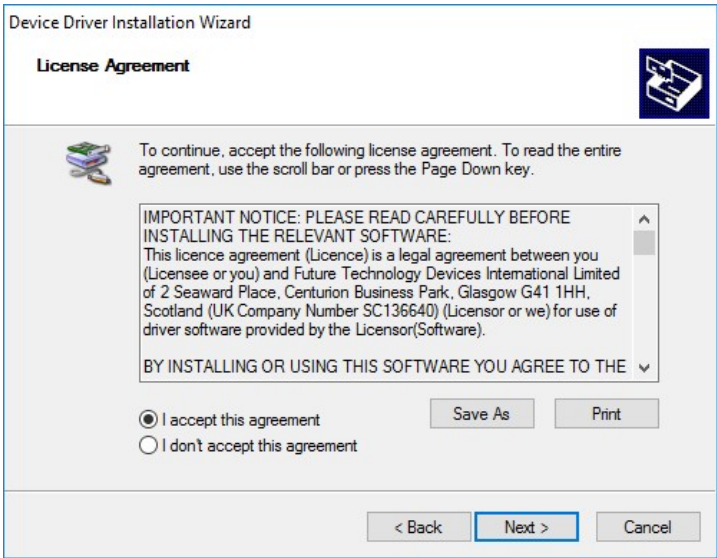 Device Driver Installation Wizard
License Agreement
To continue, accept the following license agreement. To read the entire
agreement, use the scroll bar or press the Page Down key.
IMPORTANT NOTICE: PLEASE READ CAREFULLY BEFORE
INSTALLING THE RELEVANT SOFTWARE:
This licence agreement (Licence) is a legal agreement between you
(Licensee or you) and Future Technology Devices International Limited
of 2 Seaward Place, Centurion Business Park, Glasgow G41 1HH,
Scotland (UK Company Number SC136640) (Licensor or we) for use of
driver software provided by the Licensor(Software).
BY INSTALLING OR USING THIS SOFTWARE YOU AGREE TO THE
I accept this agreement
Save As
Print
I don't accept this agreement
< Back
Next >
Cancel